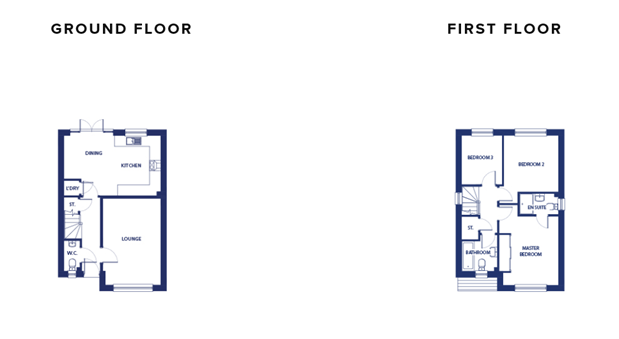 GROUND FLOOR
FIRST FLOOR
DINING
KITCHEN
L'DRY
ST.
LOUNGE
W.C.
BEDROOM 3
BEDROOM 2
EN SUITE
ST.
MASTER
BEDROOM
BATHROOM